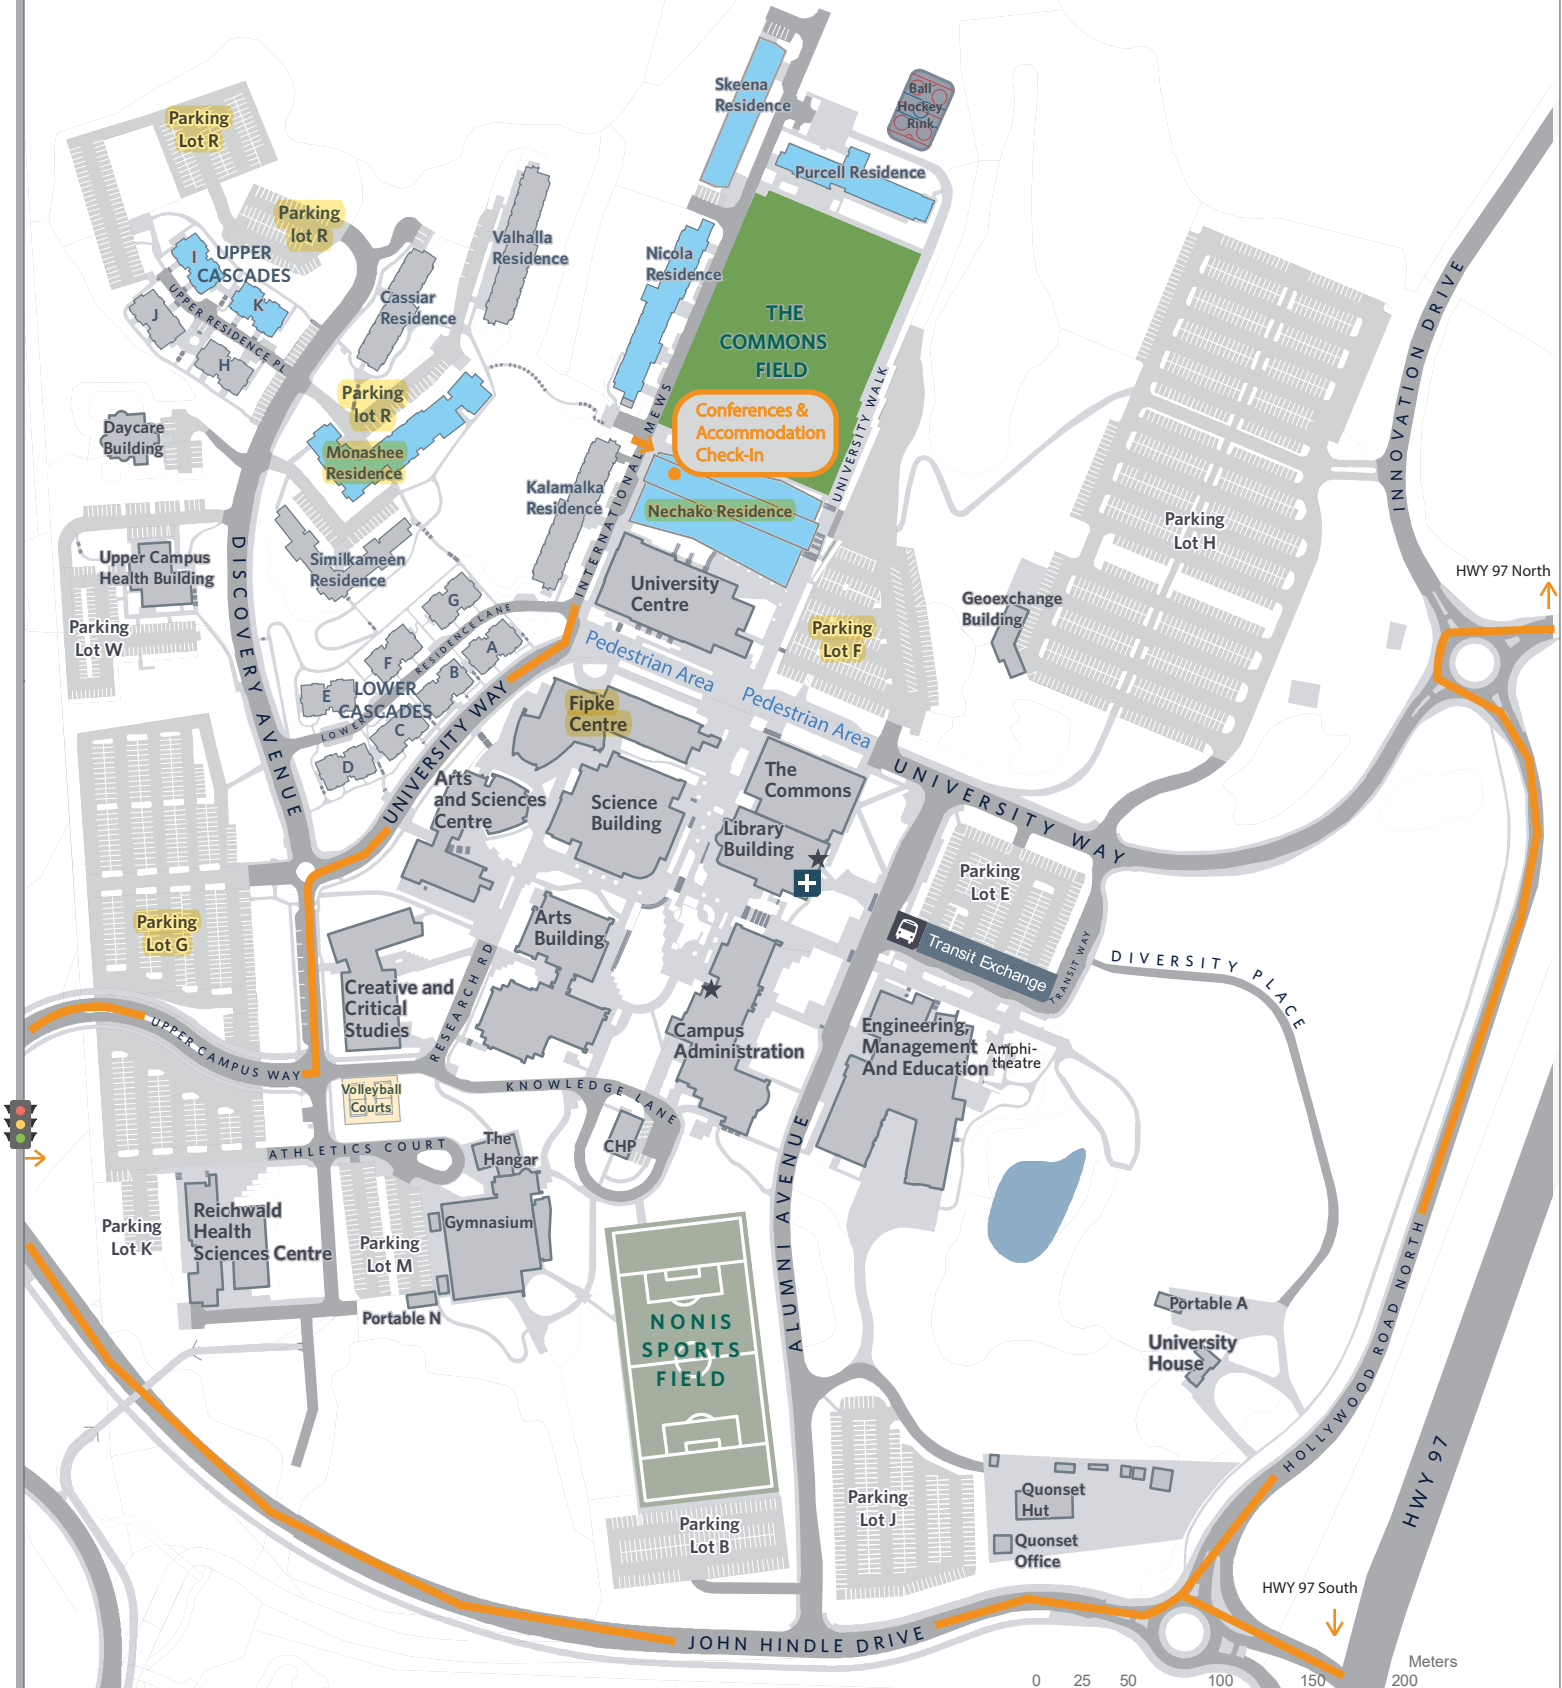 Skeena
Residence
Ball
Hockey
Rink
Parking
Lot R
Purcell Residence
Parking
lot R
Valhalla
Residence
Nicola
Residence
I
UPPER
CASCADES
K
J
H
UPPER RESIDENCE PL
Cassiar
Residence
THE
COMMONS
FIELD
INNOVATION DRIVE
Parking
lot R
Conferences &
Accommodation
Check-In
UNIVERSITY WALK
INTERNATIONAL MEWS
Daycare
Building
Monashee
Residence
Kalamalka
Residence
Nechako Residence
Parking
Lot H
Upper Campus
Health Building
Similkameen
Residence
University
Centre
HWY 97 North
Geoexchange
Building
Parking
Lot W
DISCOVERY AVENUE
G
F
A
B
E
LOWER
CASCADES
C
D
LOWER RESIDENCE LANE
Parking
Lot F
Pedestrian Area
Pedestrian Area
Fipke
Centre
UNIVERSITY WAY
UNIVERSITY WAY
Arts
and Sciences
Centre
Science
Building
The
Commons
Library
Building
Parking
Lot E
Parking
Lot G
Arts
Building
Transit Exchange
TRANSIT WAY
DIVERSITY PLACE
Creative and
Critical
Studies
RESEARCH RD
Campus
Administration
Engineering,
Management
And Education
Amphi-
theatre
UPPER CAMPUS WAY
Volleyball
Courts
KNOWLEDGE LANE
ATHLETICS COURT
The
Hangar
CHP
ALUMNI AVENUE
Parking
Lot K
Reichwald
Health
Sciences Centre
Parking
Lot M
Gymnasium
Portable N
NONIS
SPORTS
FIELD
Portable A
University
House
HOLLYWOOD ROAD NORTH
HWY 97
Parking
Lot B
Parking
Lot J
Quonset
Hut
Quonset
Office
HWY 97 South
JOHN HINDLE DRIVE
Meters
0 25 50 100 150 200